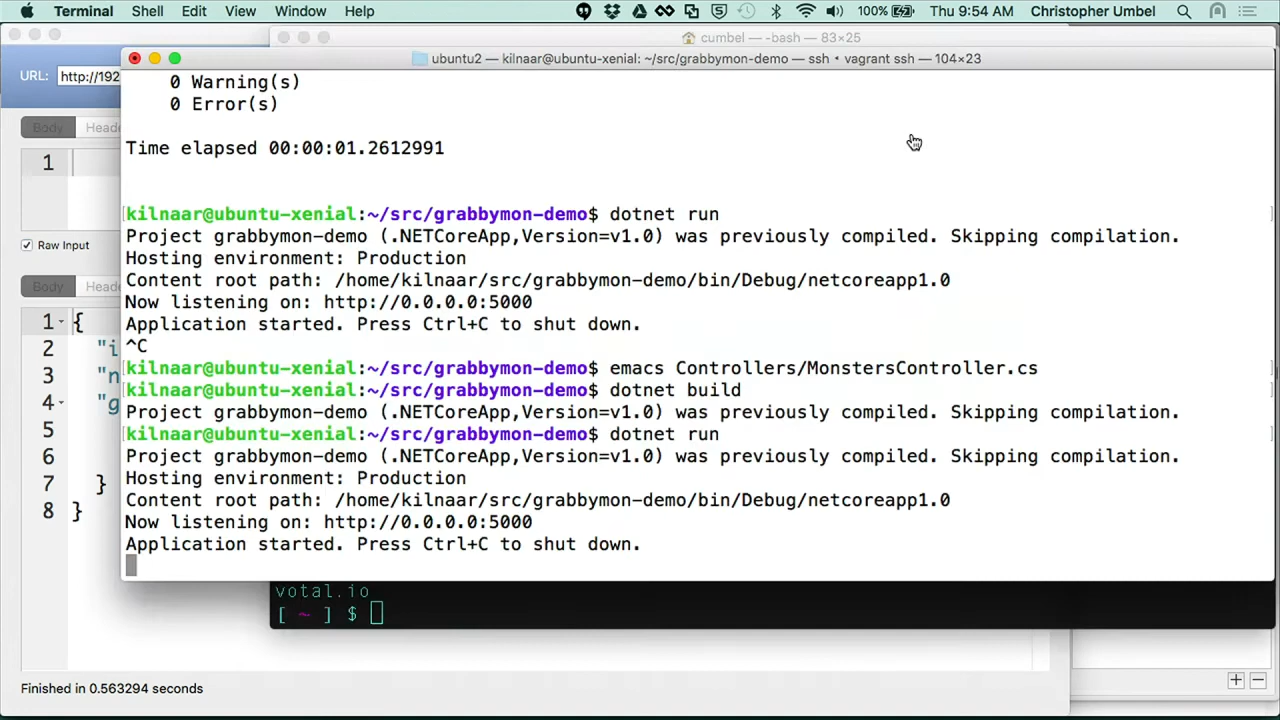 Terminal Shell Edit View Window Help 100% Thu 9:54 AM Christopher Umbel
cumbel — -bash — 83×25
ubuntu2 — kilnaar@ubuntu-xenial: ~/src/grabbymon-demo — ssh • vagrant ssh — 104×23
URL: http://192
0 Warning(s)
0 Error(s)
Body Heade
Time elapsed 00:00:01.2612991
1
kilnaar@ubuntu-xenial:~/src/grabbymon-demo$ dotnet run
Project grabbymon-demo (.NETCoreApp,Version=v1.0) was previously compiled. Skipping compilation.
Raw Input
Hosting environment: Production
Content root path: /home/kilnaar/src/grabbymon-demo/bin/Debug/netcoreapp1.0
Body Heade
Now listening on: http://0.0.0.0:5000
Application started. Press Ctrl+C to shut down.
^C
kilnaar@ubuntu-xenial:~/src/grabbymon-demo$ emacs Controllers/MonstersController.cs
kilnaar@ubuntu-xenial:~/src/grabbymon-demo$ dotnet build
Project grabbymon-demo (.NETCoreApp,Version=v1.0) was previously compiled. Skipping compilation.
kilnaar@ubuntu-xenial:~/src/grabbymon-demo$ dotnet run
Project grabbymon-demo (.NETCoreApp,Version=v1.0) was previously compiled. Skipping compilation.
Hosting environment: Production
Content root path: /home/kilnaar/src/grabbymon-demo/bin/Debug/netcoreapp1.0
Now listening on: http://0.0.0.0:5000
Application started. Press Ctrl+C to shut down.
1 {
2 "i
3 "n
4 "g
5
6
7 }
8 }
votal.io
[ ~ ] $
Finished in 0.563294 seconds